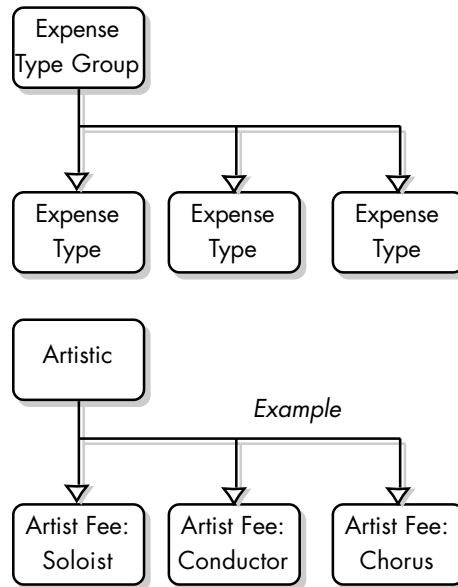 Expense
Type Group
Expense
Type
Expense
Type
Expense
Type
Artistic
Example
Artist Fee:
Soloist
Artist Fee:
Conductor
Artist Fee:
Chorus